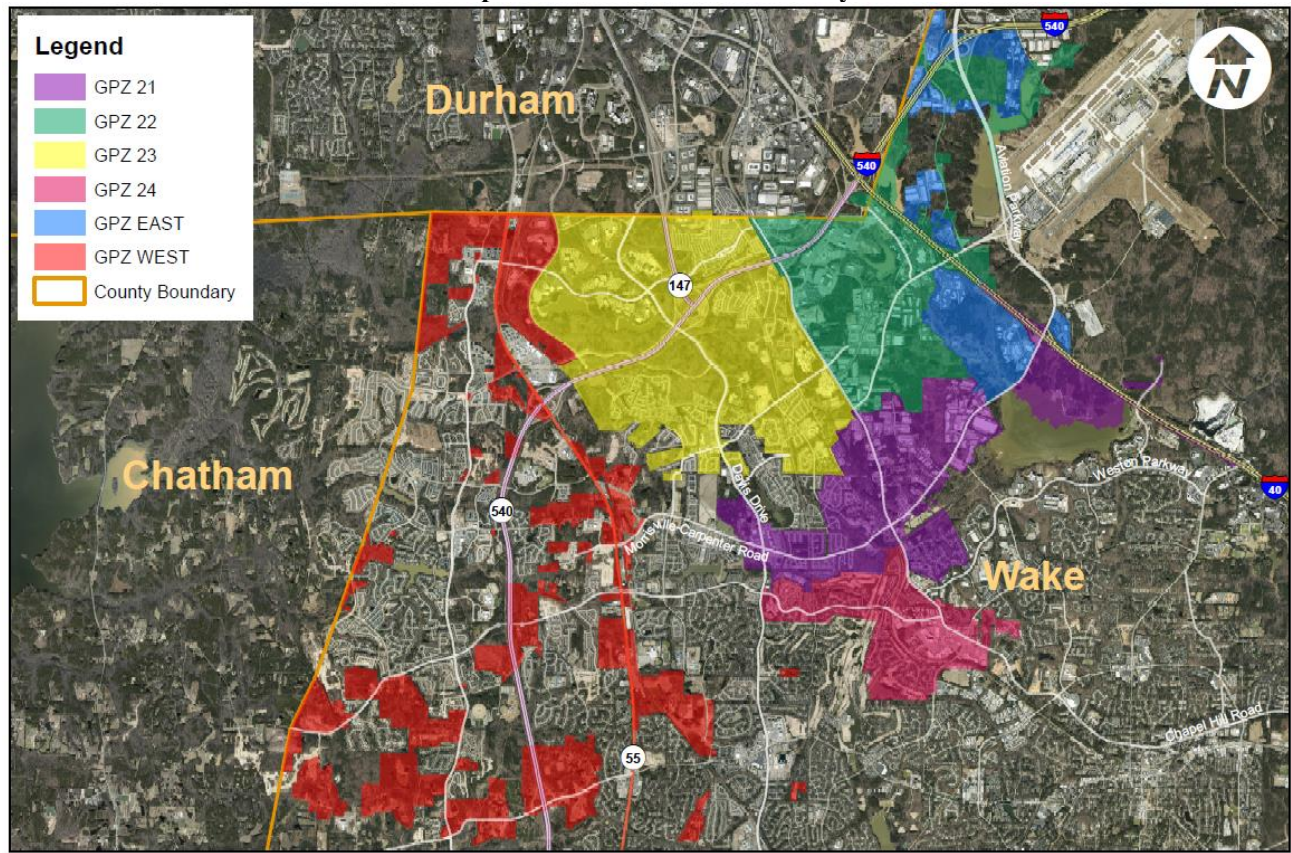 Legend
GPZ 21
GPZ 22
GPZ 23
GPZ 24
GPZ EAST
GPZ WEST
County Boundary
540
N
Durham
540
Aviation Parkway
147
Chatham
Davis Drive
Weston Parkway
40
540
Morrisville Carpenter Road
Wake
Chapel Hill Road
55